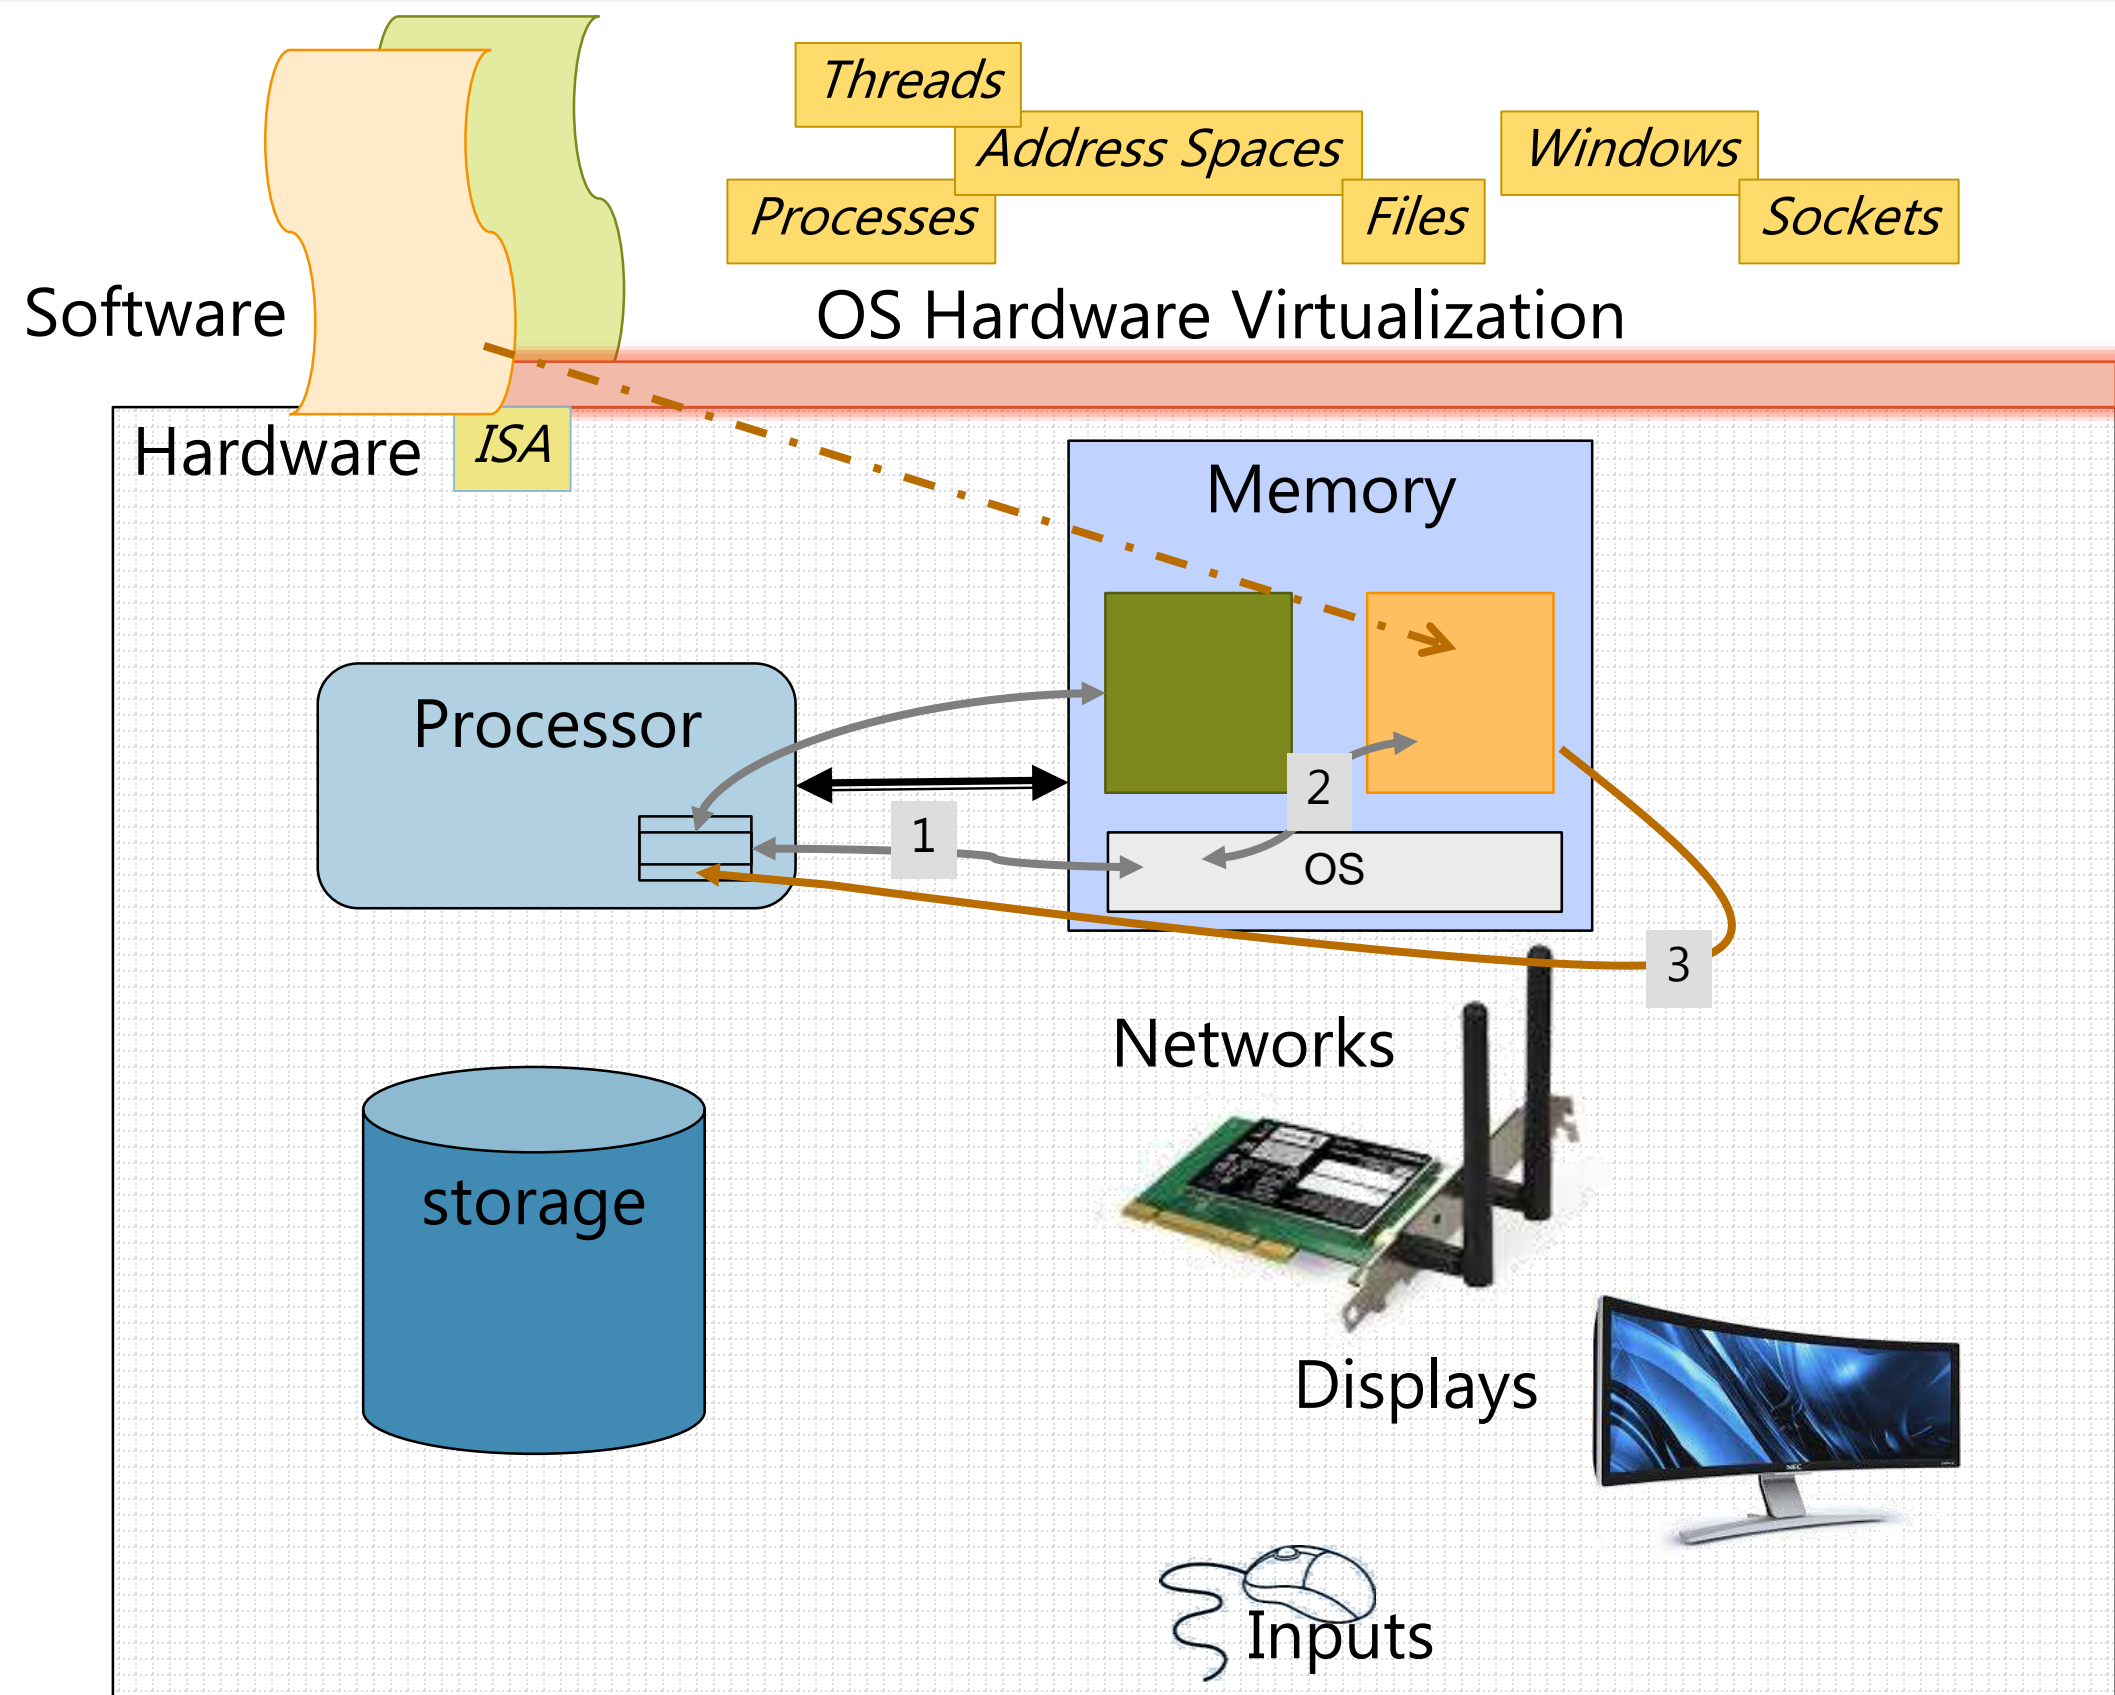 Threads
Address Spaces
Windows
Processes
Files
Sockets
Software
OS Hardware Virtualization
Hardware
ISA
Memory
Processor
2
1
OS
3
Networks
storage
Displays
NEC
Inputs